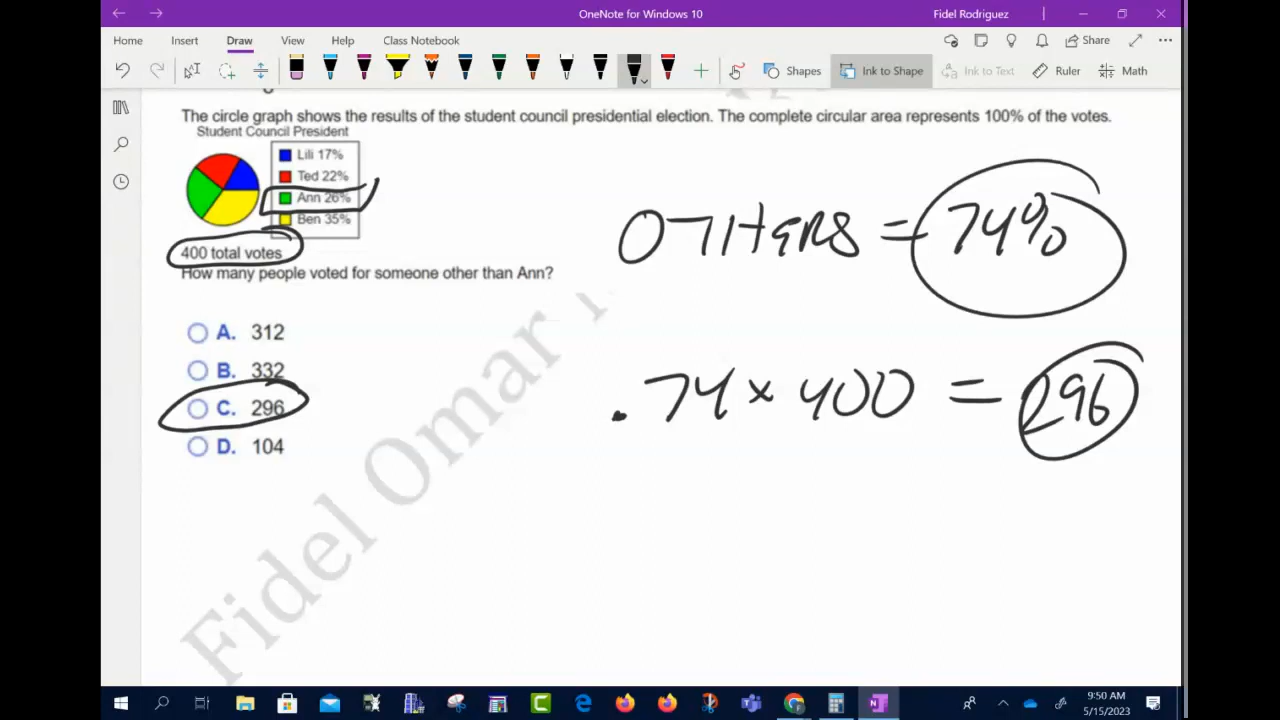 OneNote for Windows 10
Fidel Rodriguez
Home Insert Draw View Help Class Notebook
Share
Shapes Ink to Shape Ink to Text Ruler Math
The circle graph shows the results of the student council presidential election. The complete circular area represents 100% of the votes.
Student Council President
Lili 17%
Ted 22%
Ann 26%
Ben 35%
400 total votes
How many people voted for someone other than Ann?
OTHERS = 74%
A. 312
B. 332
C. 296
D. 104
.74 × 400 = 296
Fidel Omar
9:50 AM
5/15/2023